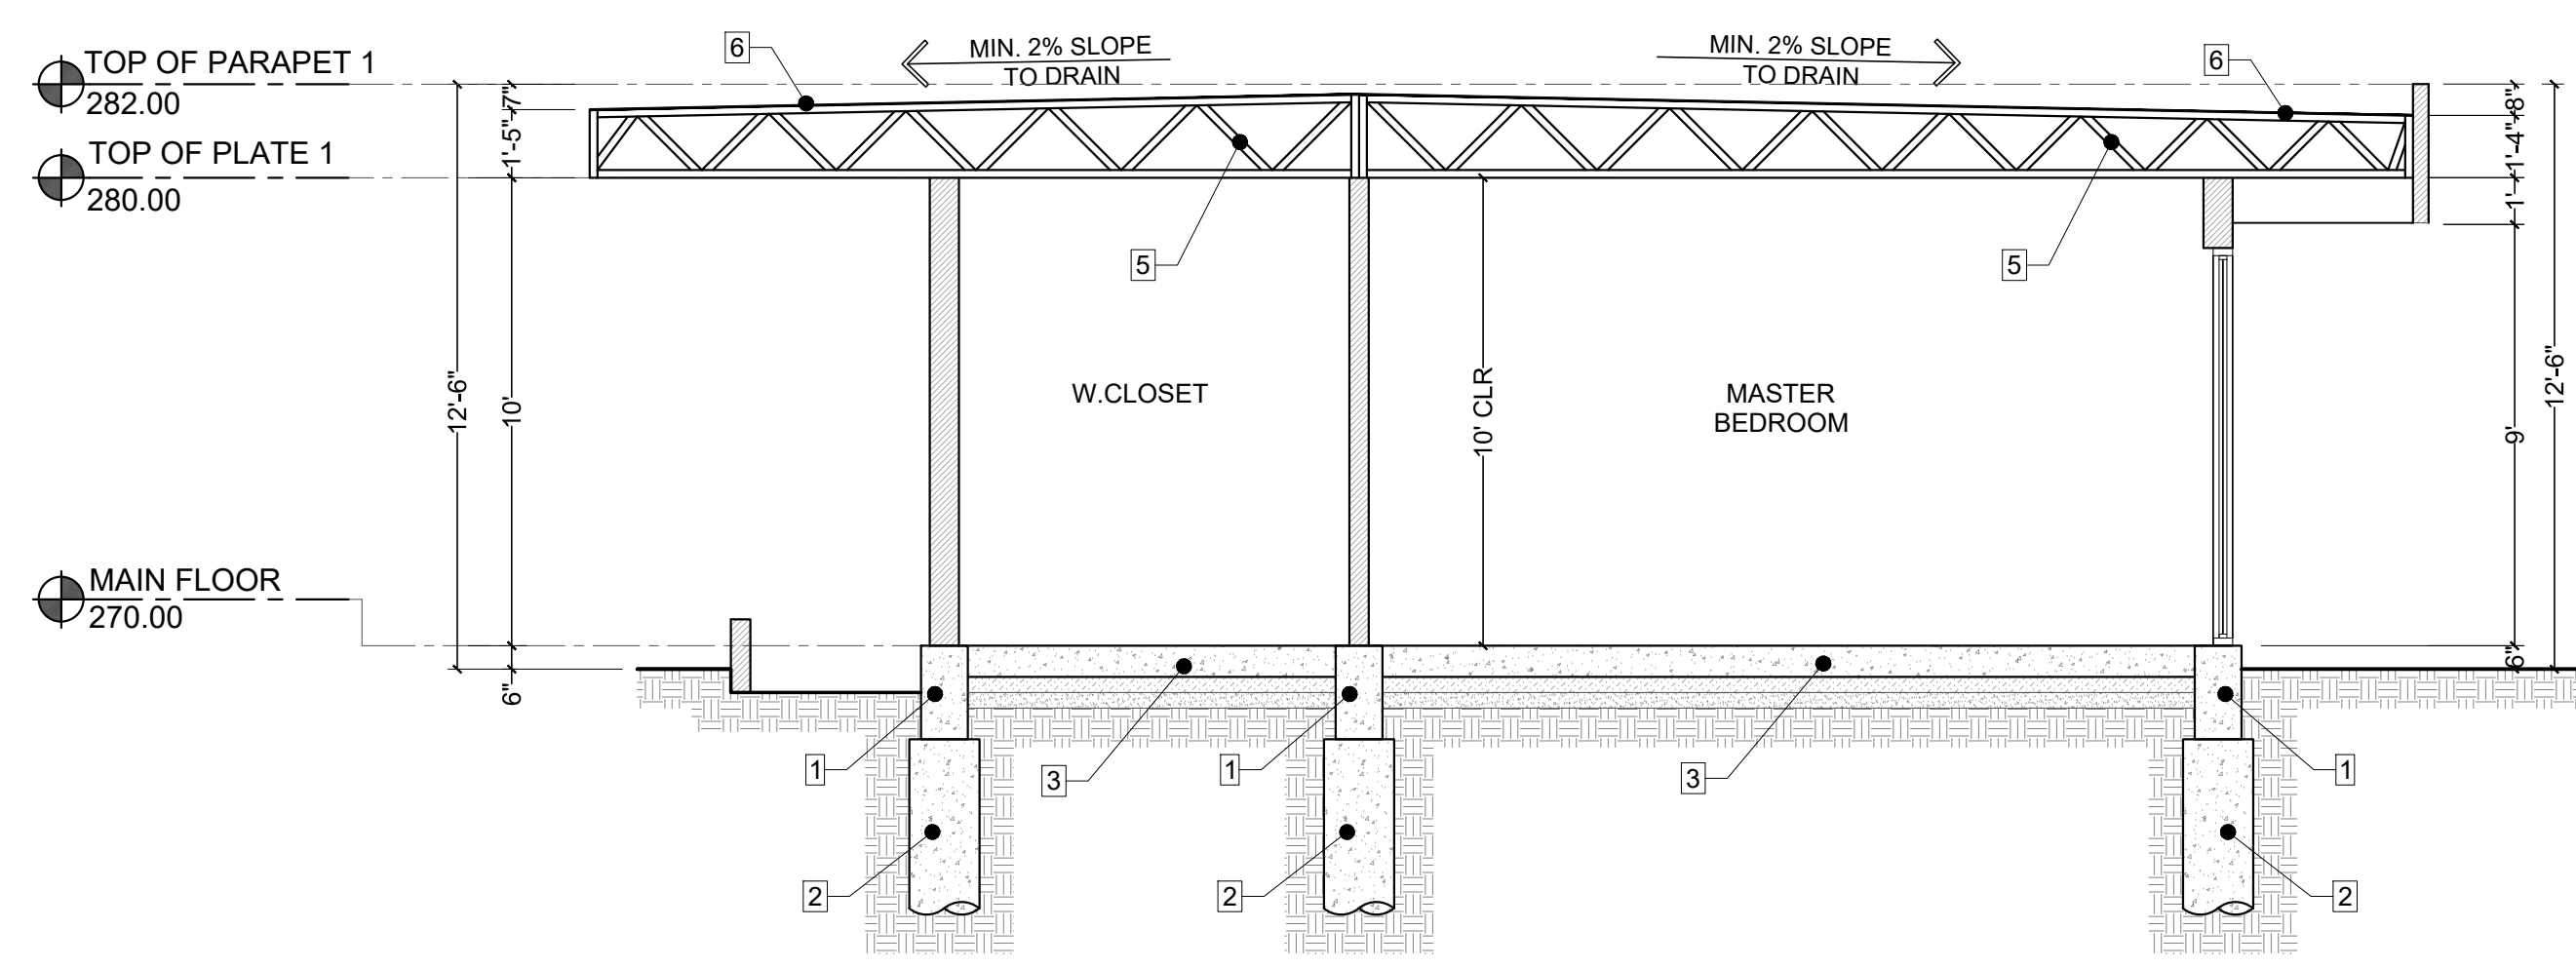 TOP OF PARAPET 1
282.00
TOP OF PLATE 1
280.00
MAIN FLOOR
270.00
6
MIN. 2% SLOPE
TO DRAIN
MIN. 2% SLOPE
TO DRAIN
6
7"
1'-5"
12'-6"
10'
6"
5
5
W.CLOSET
10' CLR
MASTER
BEDROOM
8"
1'-4"
1'
9'
12'-6"
6"
1
3
1
3
1
2
2
2